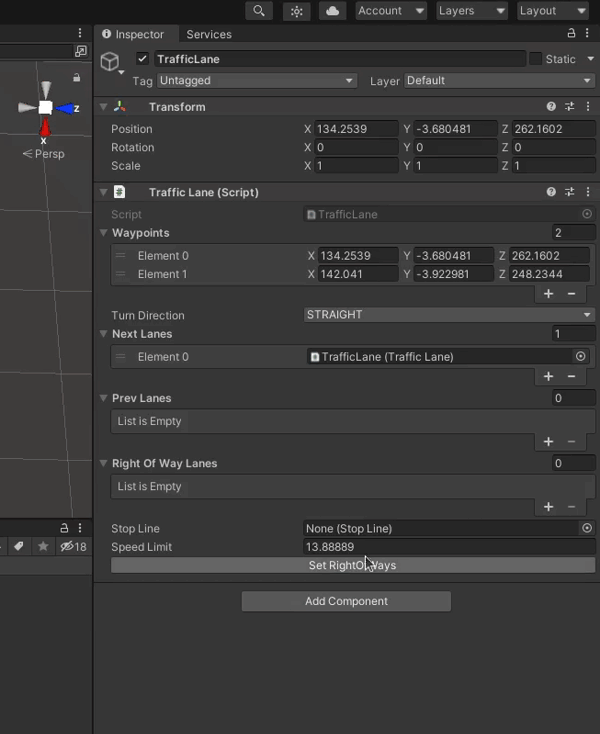 Account Layers Layout
Inspector Services
TrafficLane Static
Tag Untagged Layer Default
z
x
Persp
Transform
Position X 134.2539 Y -3.680481 Z 262.1602
Rotation X 0 Y 0 Z 0
Scale X 1 Y 1 Z 1
Traffic Lane (Script)
Script TrafficLane
Waypoints 2
Element 0 X 134.2539 Y -3.680481 Z 262.1602
Element 1 X 142.041 Y -3.922981 Z 248.2344
Turn Direction STRAIGHT
Next Lanes 1
Element 0 TrafficLane (Traffic Lane)
Prev Lanes 0
List is Empty
Right Of Way Lanes 0
List is Empty
Stop Line None (Stop Line)
18 Speed Limit 13.88889
Set RightOfWays
Add Component